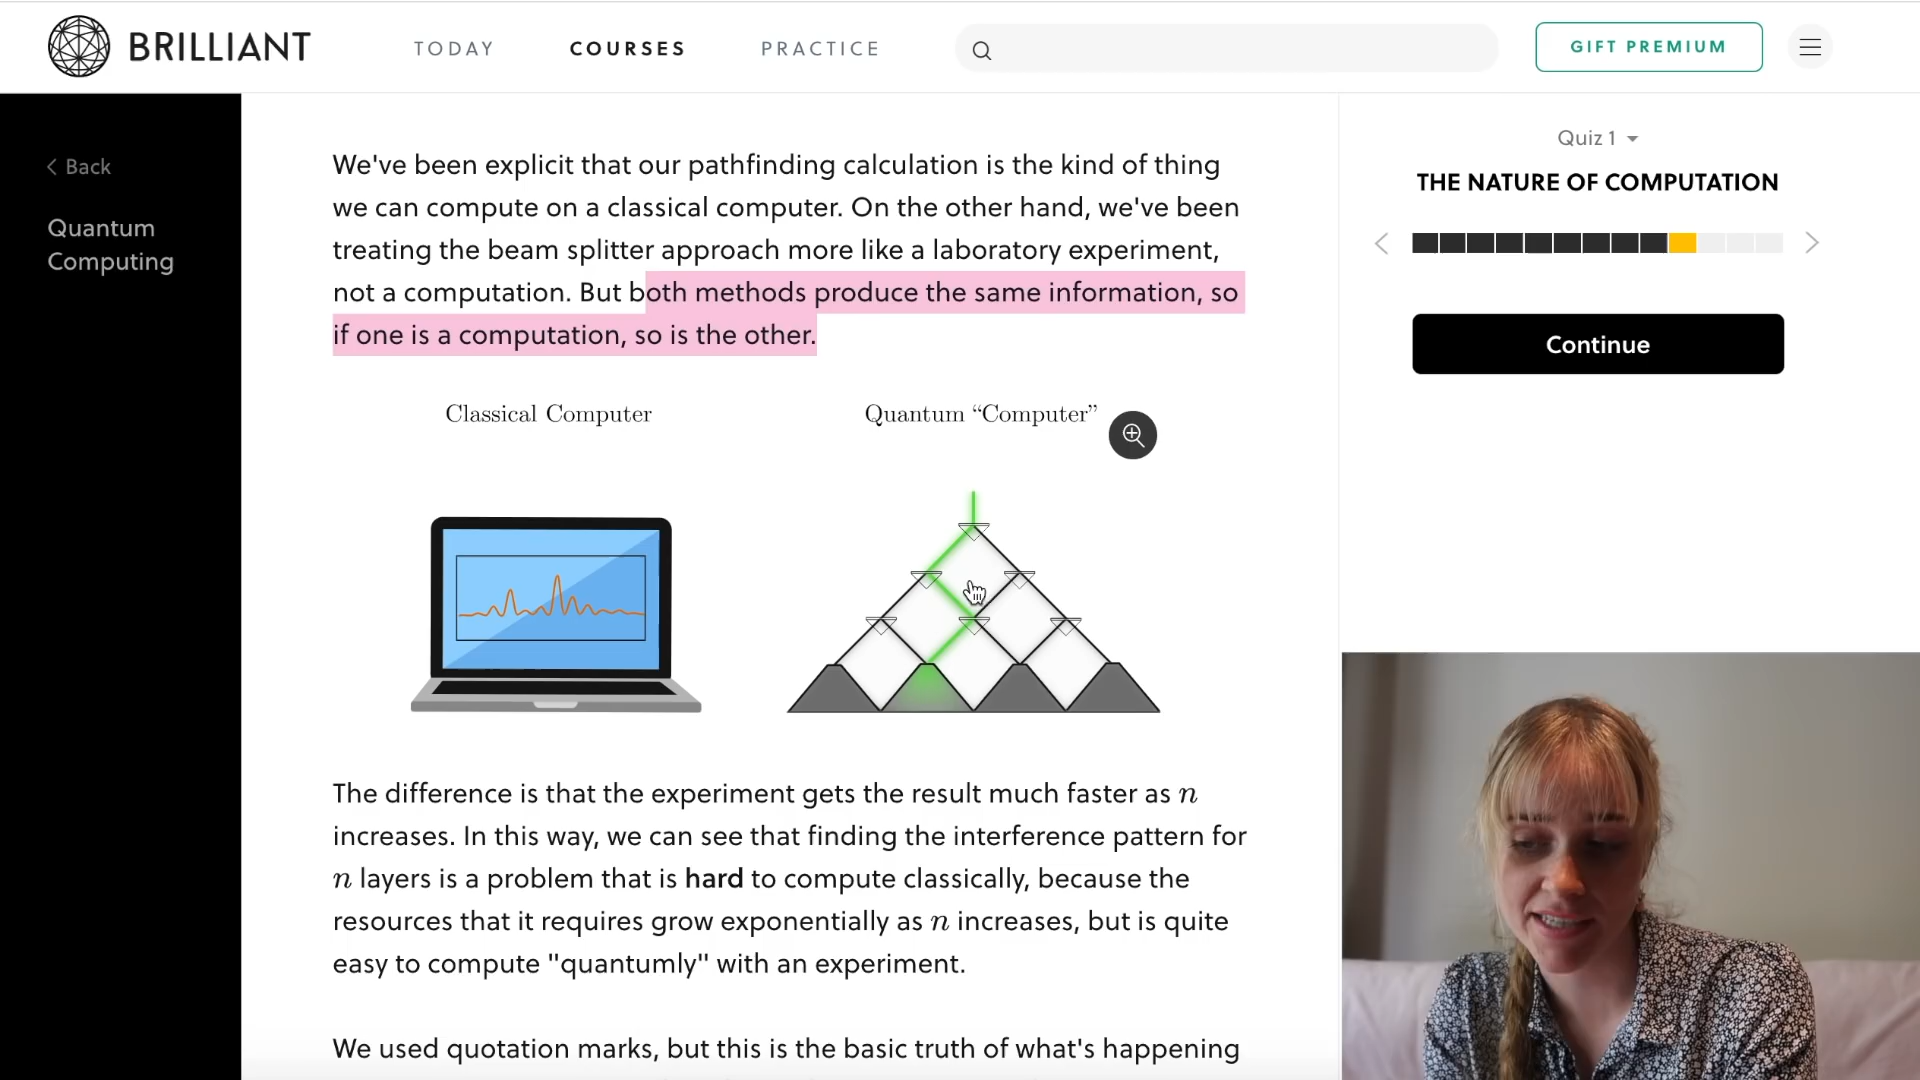 BRILLIANT
TODAY
COURSES
PRACTICE
GIFT PREMIUM
Back
Quantum
Computing
We've been explicit that our pathfinding calculation is the kind of thing
we can compute on a classical computer. On the other hand, we've been
treating the beam splitter approach more like a laboratory experiment,
not a computation. But both methods produce the same information, so
if one is a computation, so is the other.
Classical Computer
Quantum “Computer”
The difference is that the experiment gets the result much faster as n
increases. In this way, we can see that finding the interference pattern for
n layers is a problem that is hard to compute classically, because the
resources that it requires grow exponentially as n increases, but is quite
easy to compute "quantumly" with an experiment.
We used quotation marks, but this is the basic truth of what's happening
Quiz 1
THE NATURE OF COMPUTATION
Continue